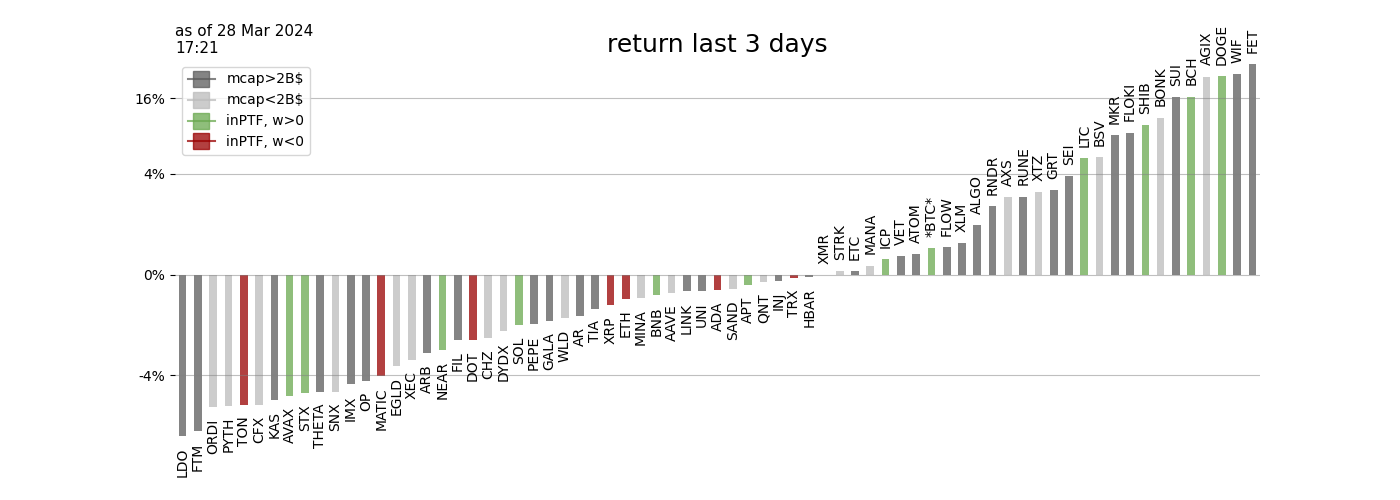 as of 28 Mar 2024
17:21
return last 3 days
mcap>2B$
mcap<2B$
inPTF, w>0
inPTF, w<0
16%
4%
0%
-4%
LDO
FTM
ORDI
PYTH
TON
CFX
KAS
AVAX
STX
THETA
SNX
IMX
OP
MATIC
EGLD
XEC
ARB
NEAR
FIL
DOT
CHZ
DYDX
SOL
PEPE
GALA
WLD
AR
TIA
XRP
ETH
MINA
BNB
AAVE
LINK
UNI
ADA
SAND
APT
QNT
INJ
TRX
HBAR
XMR
STRK
ETC
MANA
ICP
VET
ATOM
*BTC*
FLOW
XLM
ALGO
RNDR
AXS
RUNE
XTZ
GRT
SEI
LTC
BSV
MKR
FLOKI
SHIB
BONK
SUI
BCH
AGIX
DOGE
WIF
FET